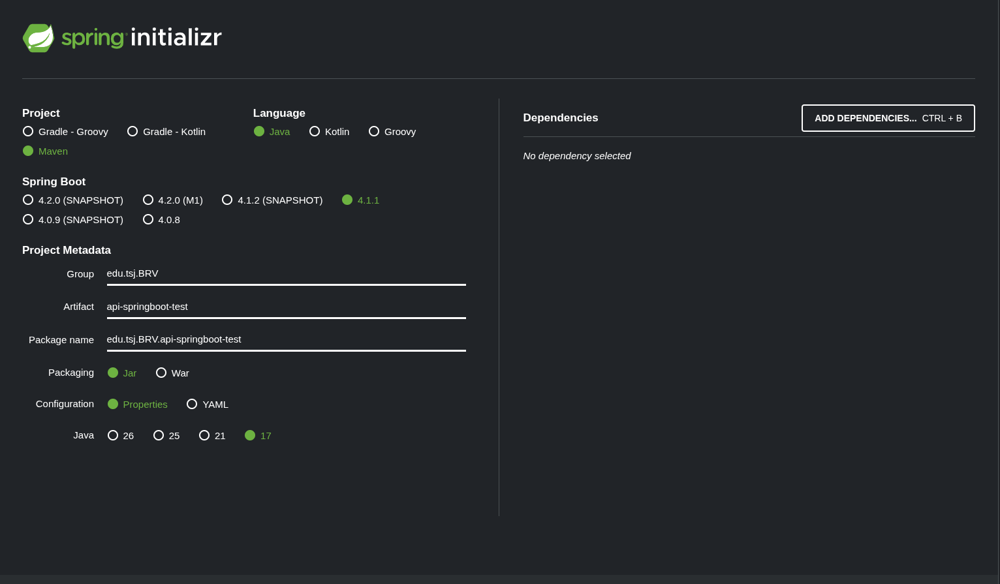 spring initializr
Project
Gradle - Groovy Gradle - Kotlin
Maven
Language
Java Kotlin Groovy
Spring Boot
4.2.0 (SNAPSHOT) 4.2.0 (M1) 4.1.2 (SNAPSHOT) 4.1.1
4.0.9 (SNAPSHOT) 4.0.8
Project Metadata
Group edu.tsj.BRV
Artifact api-springboot-test
Package name edu.tsj.BRV.api-springboot-test
Packaging Jar War
Configuration Properties YAML
Java 26 25 21 17
Dependencies
ADD DEPENDENCIES... CTRL + B
No dependency selected